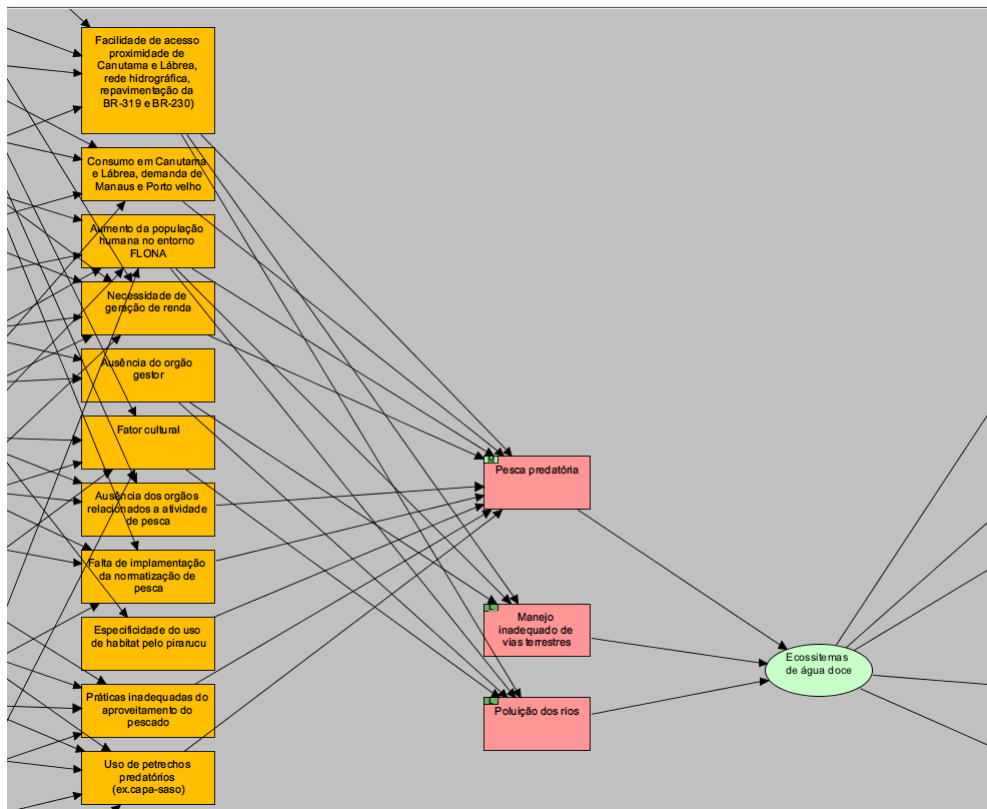 Facilidade de acesso
proximidade de
Canutama e Lábrea,
rede hidrográfica,
repavimentação da
BR-319 e BR-230)
Consumo em Canutama
e Lábrea, demanda de
Manaus e Porto velho
Aumento da população
humana no entorno
FLONA
Necessidade de
geração de renda
Ausência do orgão
gestor
Fator cultural
Ausência dos orgãos
relacionados a atividade
de pesca
Falta de implamentação
da normatização de
pesca
Especificidade do uso
de habitat pelo pirarucu
Práticas inadequadas do
aproveitamento do
pescado
Uso de petrechos
predatórios
(ex.capa-saso)
M
Pesca predatória
L
Manejo
inadequado de
vias terrestres
L
Poluição dos rios
Ecossitemas
de água doce